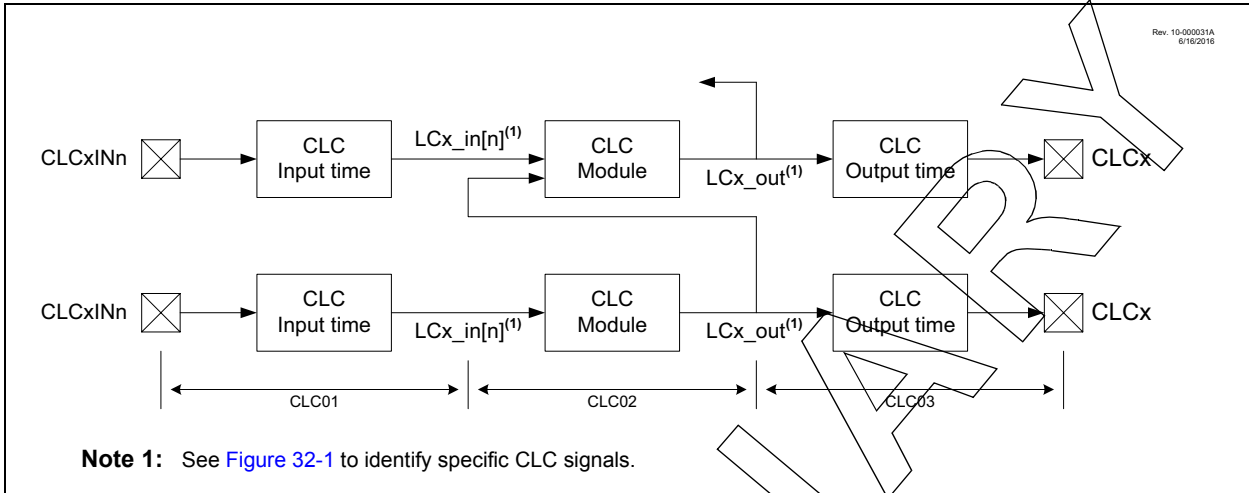 Rev. 10-000031A
6/16/2016
CLCxINn
CLC
Input time
LCx_in[n](1)
CLC
Module
LCx_out(1)
CLC
Output time
CLCx
CLCxINn
CLC
Input time
LCx_in[n](1)
CLC
Module
LCx_out(1)
CLC
Output time
CLCx
CLC01
CLC02
CLC03
Note 1: See Figure 32-1 to identify specific CLC signals.
ARY